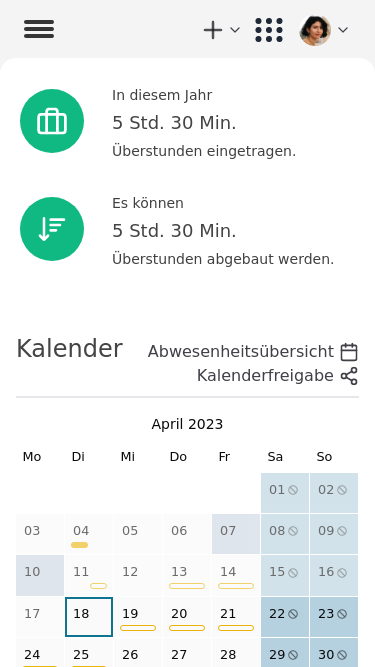 In diesem Jahr
5 Std. 30 Min.
Überstunden eingetragen.
Es können
5 Std. 30 Min.
Überstunden abgebaut werden.
Kalender
Abwesenheitsübersicht
Kalenderfreigabe
April 2023
Mo Di Mi Do Fr Sa So
01 02
03 04 05 06 07 08 09
10 11 12 13 14 15 16
17 18 19 20 21 22 23
24 25 26 27 28 29 30